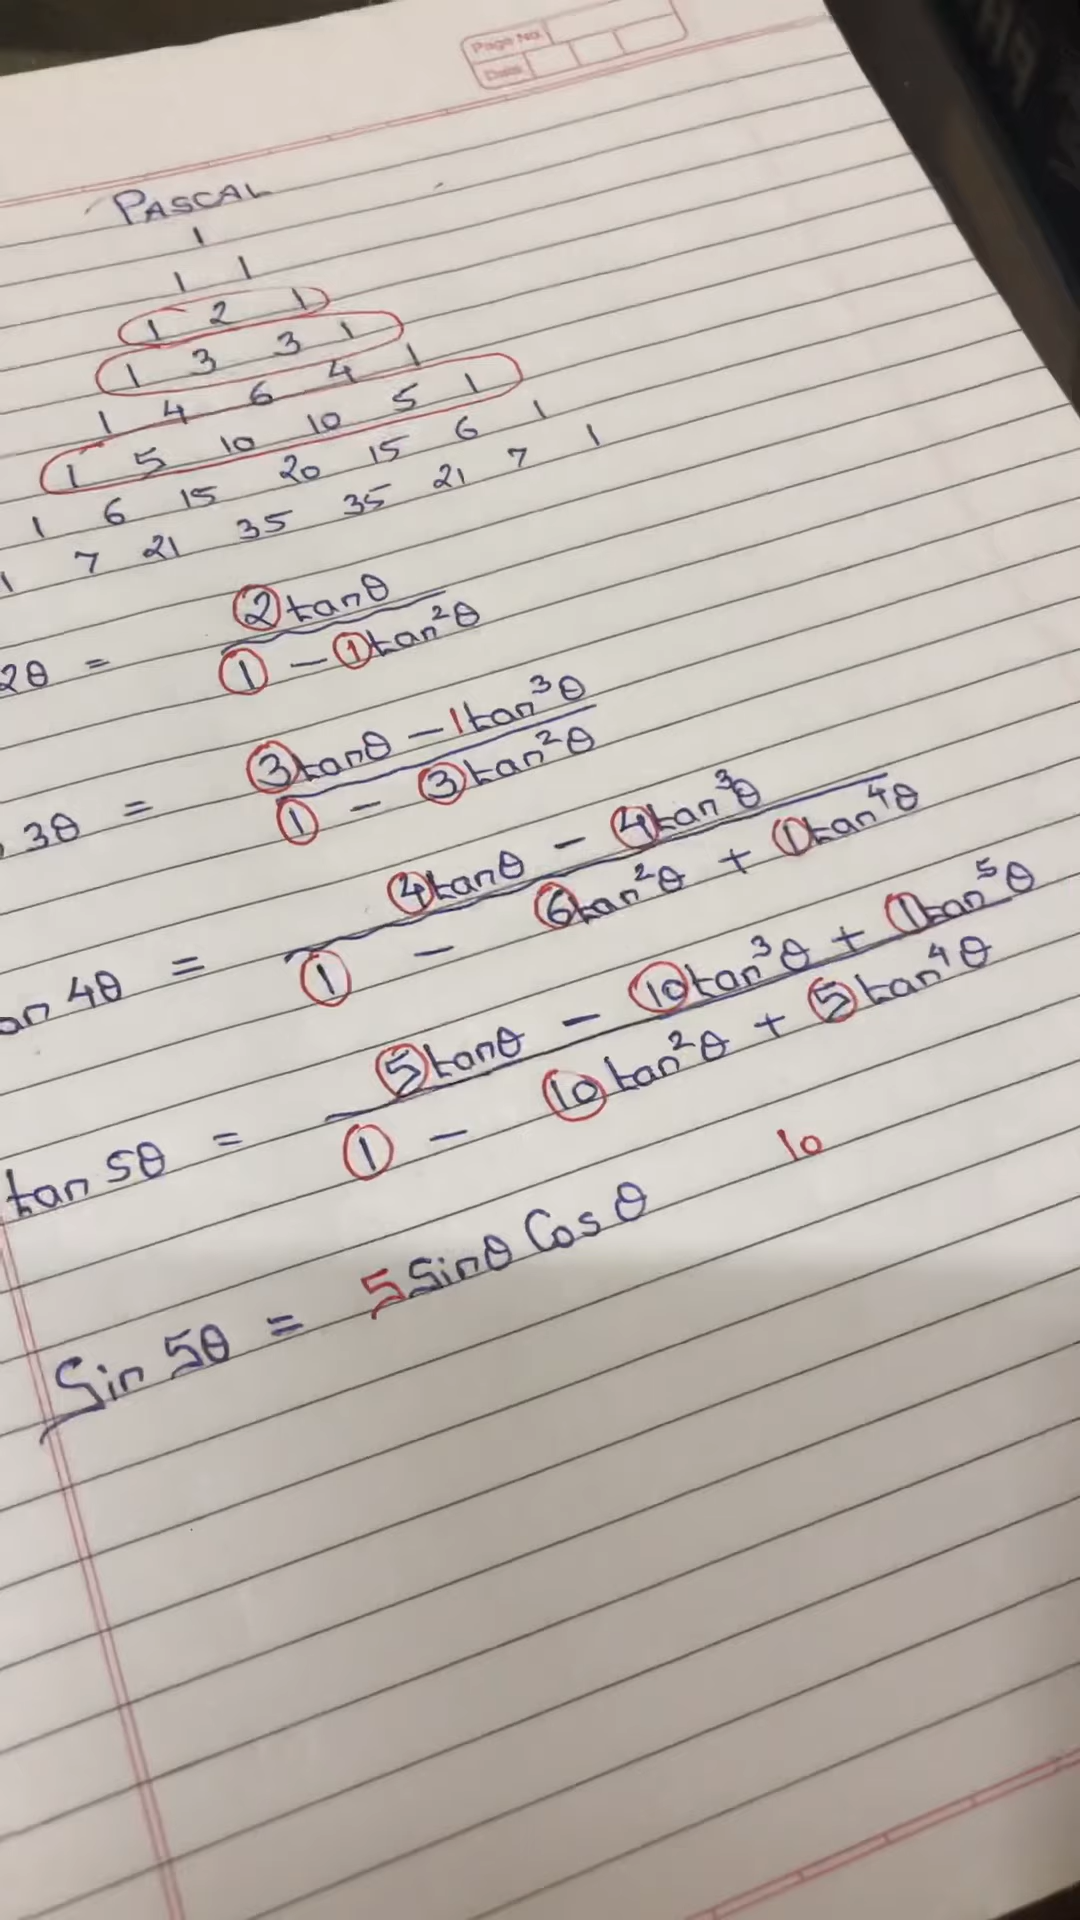 Page No.
Date
PASCAL
1
1 1
1 2 1
1 3 3 1
1 4 6 4 1
1 5 10 10 5 1
1 6 15 20 15 6 1
1 7 21 35 35 21 7 1
2θ = 2tanθ / 1 - 1tan²θ
3θ = 3tanθ - 1tan³θ / 1 - 3tan²θ
an 4θ = 4tanθ - 4tan³θ / 1 - 6tan²θ + 1tan⁴θ
tan 5θ = 5tanθ - 10tan³θ + 1tan⁵θ / 1 - 10tan²θ + 5tan⁴θ
Sin 5θ = 5Sinθ Cosθ 10